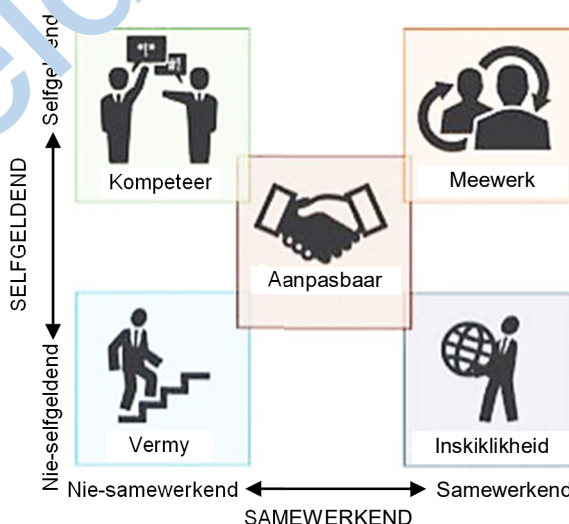 Selfgeldend
SELFGELDEND
Nie-selfgeldend
"!"
#!
Kompeteer
Meewerk
Aanpasbaar
Vermy
Inskiklikheid
Nie-samewerkend
Samewerkend
SAMEWERKEND